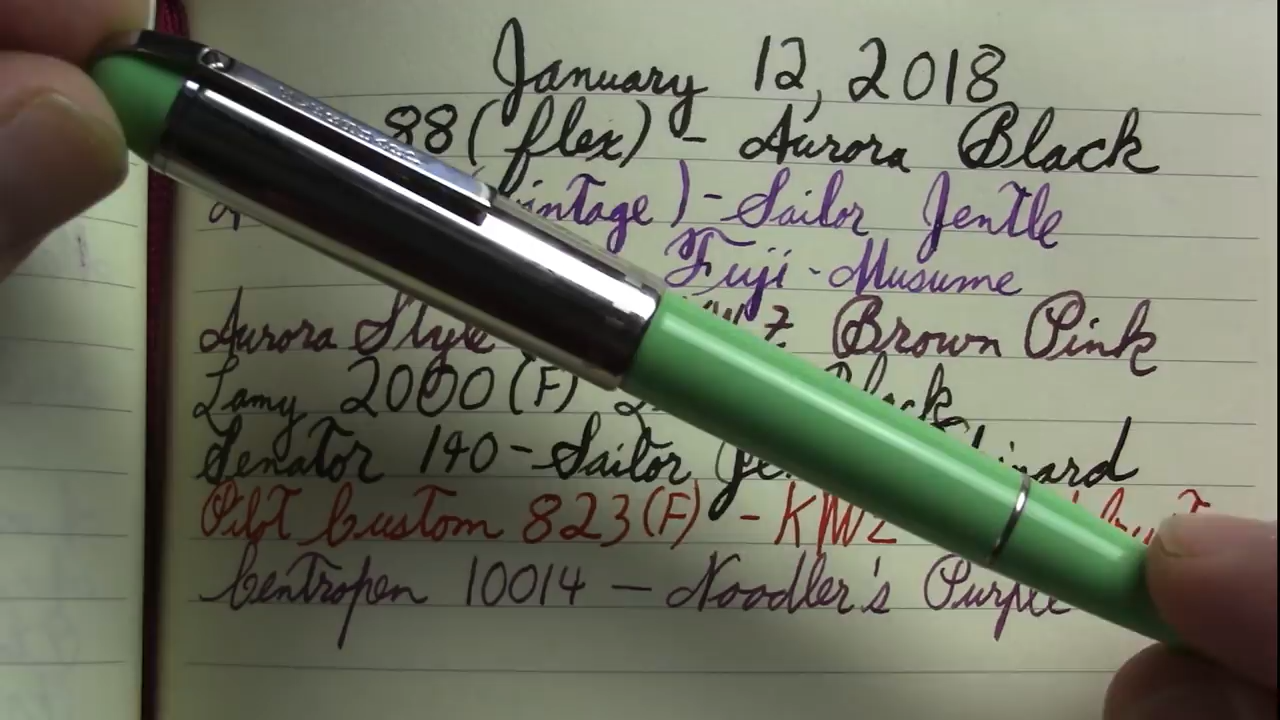 January 12, 2018
88 (flex) - Aurora Black
vintage) - Sailor Jentle
Fuji-Musume
Aurora Style Brown Pink
Lamy 2000 (F)
Senator 140 - Sailor
Pilot Custom 823 (F) - KWZ
Centropen 10014 — Noodler's Purple